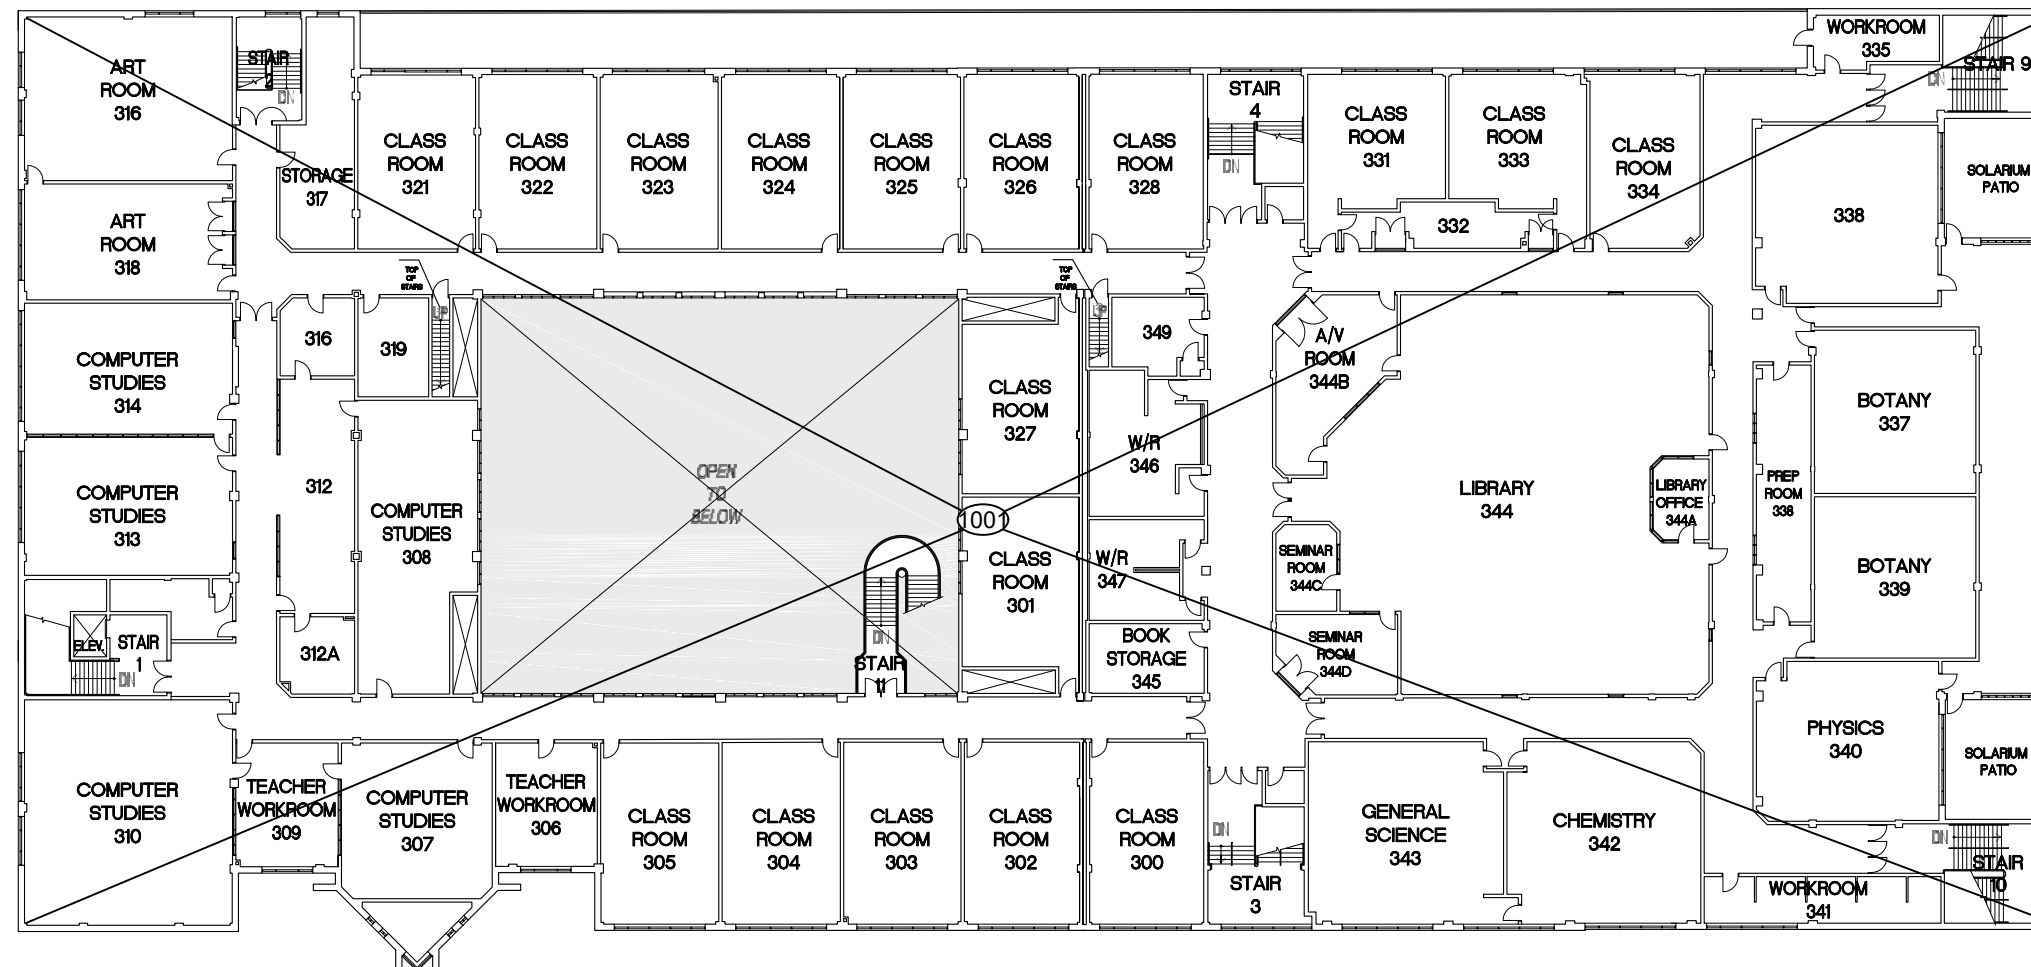 WORKROOM
335
STAIR 9
DN
ART
ROOM
316
STAIR
2
DN
STORAGE
317
CLASS
ROOM
321
CLASS
ROOM
322
CLASS
ROOM
323
CLASS
ROOM
324
CLASS
ROOM
325
CLASS
ROOM
326
CLASS
ROOM
328
STAIR
4
DN
CLASS
ROOM
331
CLASS
ROOM
333
CLASS
ROOM
334
332
338
SOLARIUM
PATIO
ART
ROOM
318
TOP
OF
STAIRS
UP
TOP
OF
STAIRS
UP
316
319
349
A/V
ROOM
344B
COMPUTER
STUDIES
314
CLASS
ROOM
327
W/R
346
BOTANY
337
COMPUTER
STUDIES
313
312
COMPUTER
STUDIES
308
OPEN
TO
BELOW
1001
LIBRARY
344
LIBRARY
OFFICE
344A
PREP
ROOM
338
CLASS
ROOM
301
W/R
347
SEMINAR
ROOM
344C
BOTANY
339
ELEV.
STAIR
1
DN
312A
DN
STAIR
11
BOOK
STORAGE
345
SEMINAR
ROOM
344D
PHYSICS
340
SOLARIUM
PATIO
COMPUTER
STUDIES
310
TEACHER
WORKROOM
309
COMPUTER
STUDIES
307
TEACHER
WORKROOM
306
CLASS
ROOM
305
CLASS
ROOM
304
CLASS
ROOM
303
CLASS
ROOM
302
CLASS
ROOM
300
DN
STAIR
3
GENERAL
SCIENCE
343
CHEMISTRY
342
DN
STAIR
10
WORKROOM
341